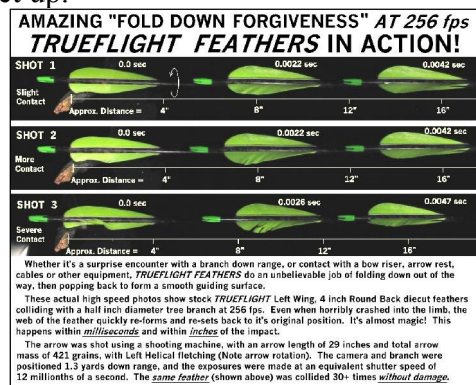 et up.
AMAZING "FOLD DOWN FORGIVENESS" AT 256 fps
TRUEFLIGHT FEATHERS IN ACTION!
SHOT 1 0.0 sec 0.0022 sec 0.0042 sec
Slight
Contact
Approx. Distance = 4" 8" 12" 16"
SHOT 2 0.0 sec 0.0022 sec 0.0042 sec
More
Contact
Approx. Distance = 4" 8" 12" 16"
SHOT 3 0.0 sec 0.0026 sec 0.0047 sec
Severe
Contact
Approx. Distance = 4" 8" 12" 16"
Whether it's a surprise encounter with a branch down range, or contact with a bow riser, arrow rest,
cables or other equipment, TRUEFLIGHT FEATHERS do an unbelievable job of folding down out of the
way, then popping back to form a smooth guiding surface.
These actual high speed photos show stock TRUEFLIGHT Left Wing, 4 inch Round Back diecut feathers
colliding with a half inch diameter tree branch at 256 fps. Even when horribly crashed into the limb, the
web of the feather quickly re-forms and re-sets back to it's original position. It's almost magic! This
happens within milliseconds and within inches of the impact.
The arrow was shot using a shooting machine, with an arrow length of 29 inches and total arrow
mass of 421 grains, with Left Helical fletching (Note arrow rotation). The camera and branch were
positioned 1.3 yards down range, and the exposures were made at an equivalent shutter speed of
12 millionths of a second. The same feather (shown above) was collided 30+ times without damage.